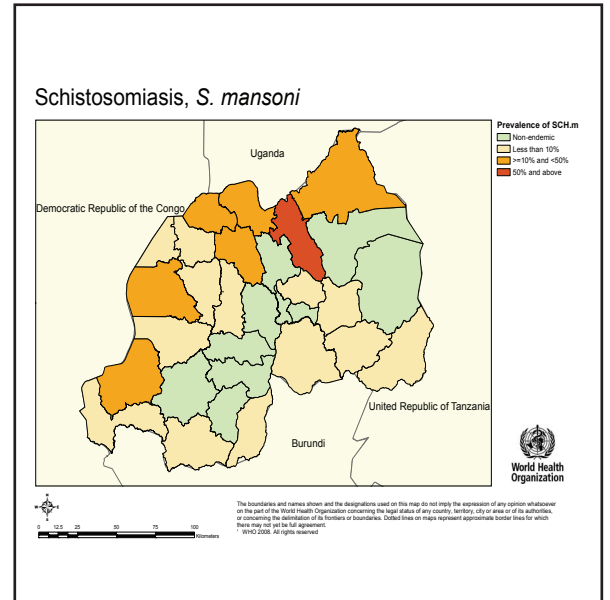 Schistosomiasis, S. mansoni
Prevalence of SCH.m
Non-endemic
Less than 10%
>=10% and <50%
50% and above
Uganda
Democratic Republic of the Congo
United Republic of Tanzania
Burundi
World Health
Organization
0 12.5 25 50 75 100
Kilometers
The boundaries and names shown and the designations used on this map do not imply the expression of any opinion whatsoever
on the part of the World Health Organization concerning the legal status of any country, territory, city or area or of its authorities,
or concerning the delimitation of its frontiers or boundaries. Dotted lines on maps represent approximate border lines for which
there may not yet be full agreement.
WHO 2008. All rights reserved